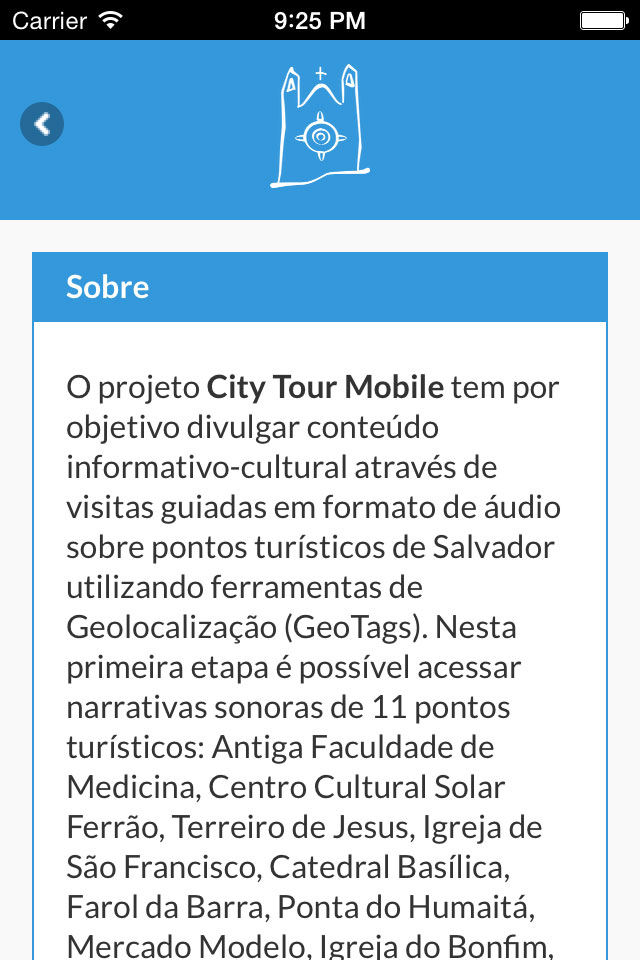 Carrier 9:25 PM
Sobre
O projeto City Tour Mobile tem por
objetivo divulgar conteúdo
informativo-cultural através de
visitas guiadas em formato de áudio
sobre pontos turísticos de Salvador
utilizando ferramentas de
Geolocalização (GeoTags). Nesta
primeira etapa é possível acessar
narrativas sonoras de 11 pontos
turísticos: Antiga Faculdade de
Medicina, Centro Cultural Solar
Ferrão, Terreiro de Jesus, Igreja de
São Francisco, Catedral Basílica,
Farol da Barra, Ponta do Humaitá,
Mercado Modelo, Igreja do Bonfim,